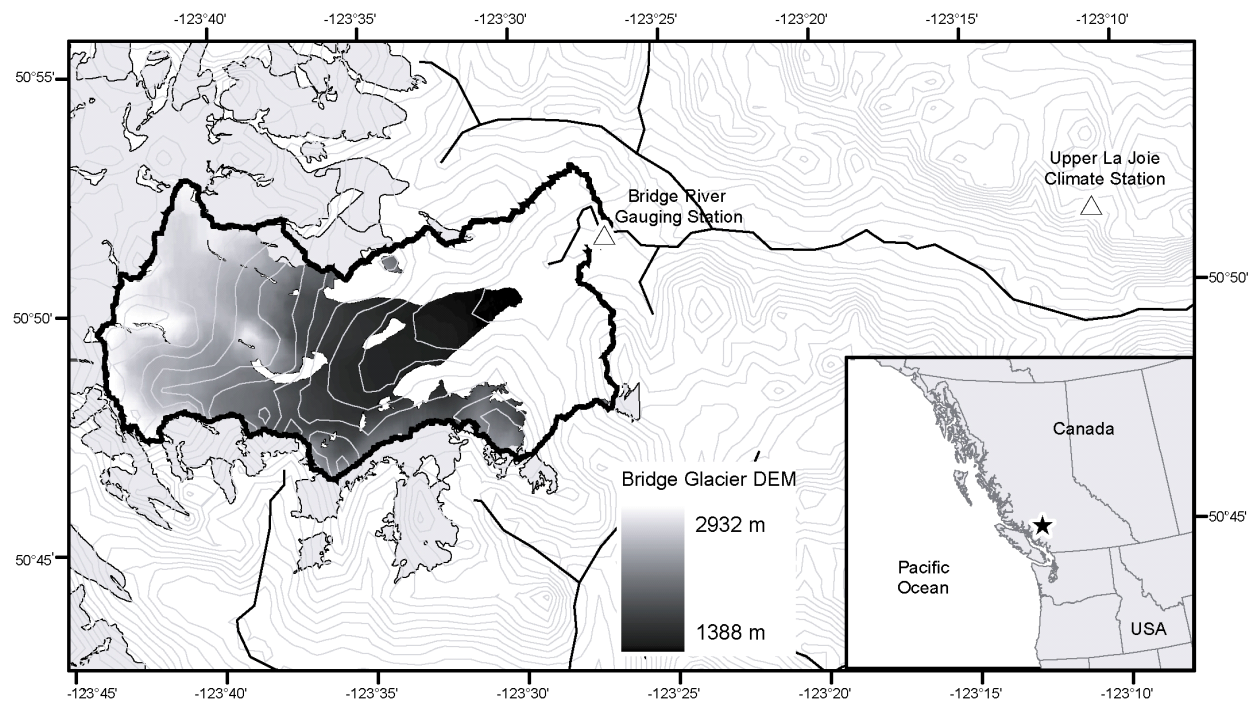 -123°40' -123°35' -123°30' -123°25' -123°20' -123°15' -123°10'
50°55'
Upper La Joie
Climate Station
Bridge River
Gauging Station
50°50'
50°50'
Bridge Glacier DEM
2932 m
1388 m
Canada
50°45'
50°45'
Pacific
Ocean
USA
-123°45' -123°40' -123°35' -123°30' -123°25' -123°20' -123°15' -123°10'